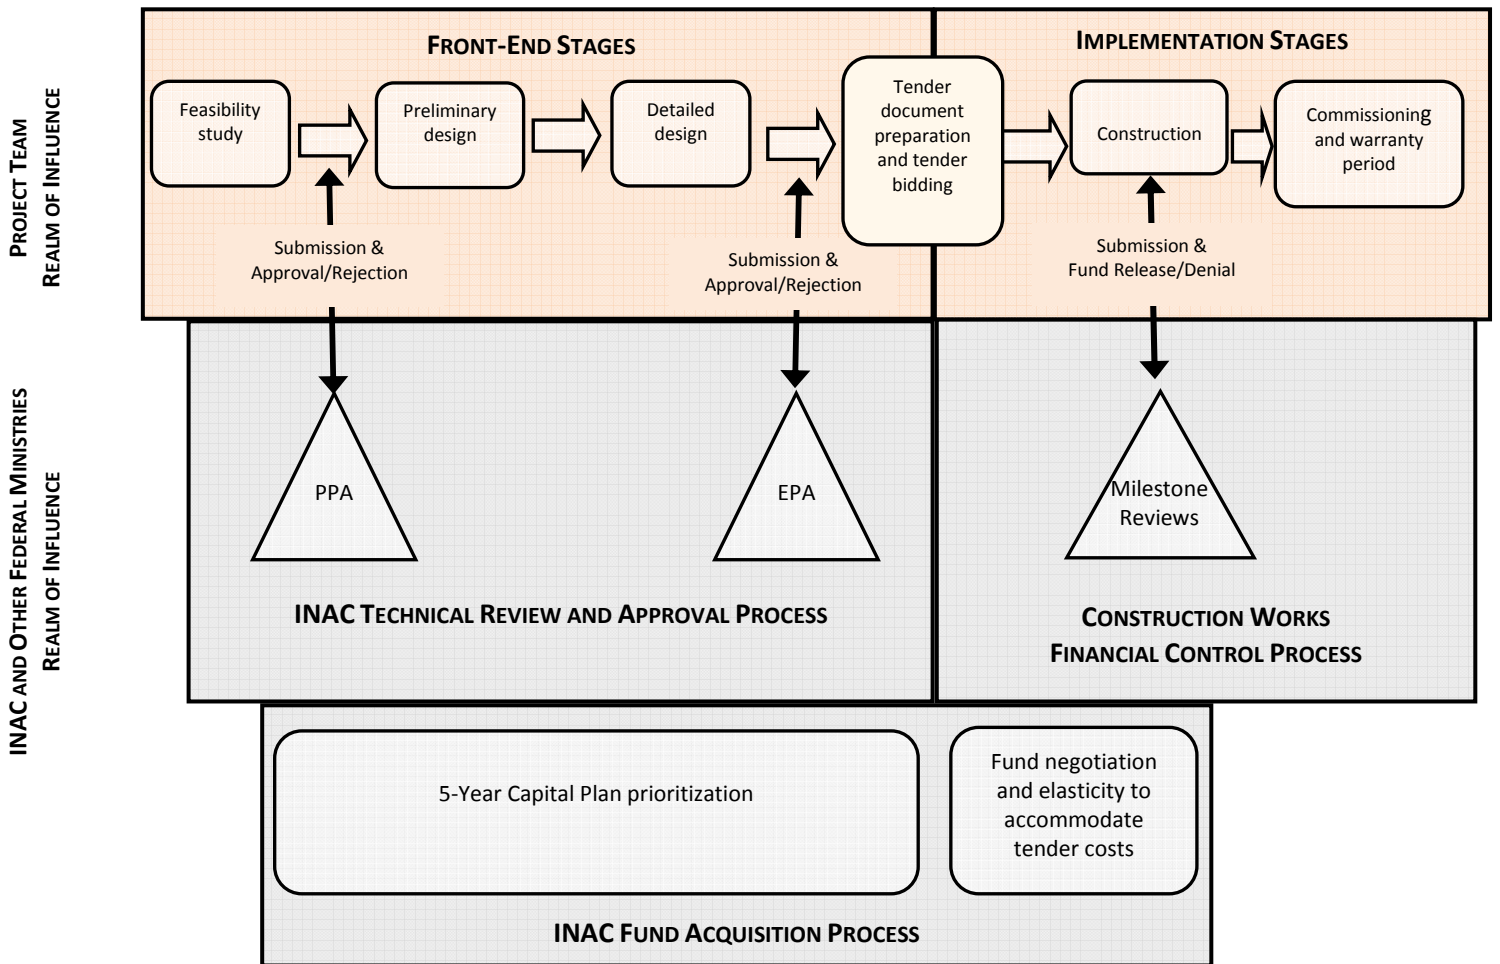 FRONT-END STAGES
IMPLEMENTATION STAGES
PROJECT TEAM
REALM OF INFLUENCE
Feasibility
study
Preliminary
design
Detailed
design
Tender
document
preparation
and tender
bidding
Construction
Commissioning
and warranty
period
Submission &
Approval/Rejection
Submission &
Approval/Rejection
Submission &
Fund Release/Denial
INAC AND OTHER FEDERAL MINISTRIES
REALM OF INFLUENCE
PPA
EPA
Milestone
Reviews
INAC TECHNICAL REVIEW AND APPROVAL PROCESS
CONSTRUCTION WORKS
FINANCIAL CONTROL PROCESS
5-Year Capital Plan prioritization
Fund negotiation
and elasticity to
accommodate
tender costs
INAC FUND ACQUISITION PROCESS